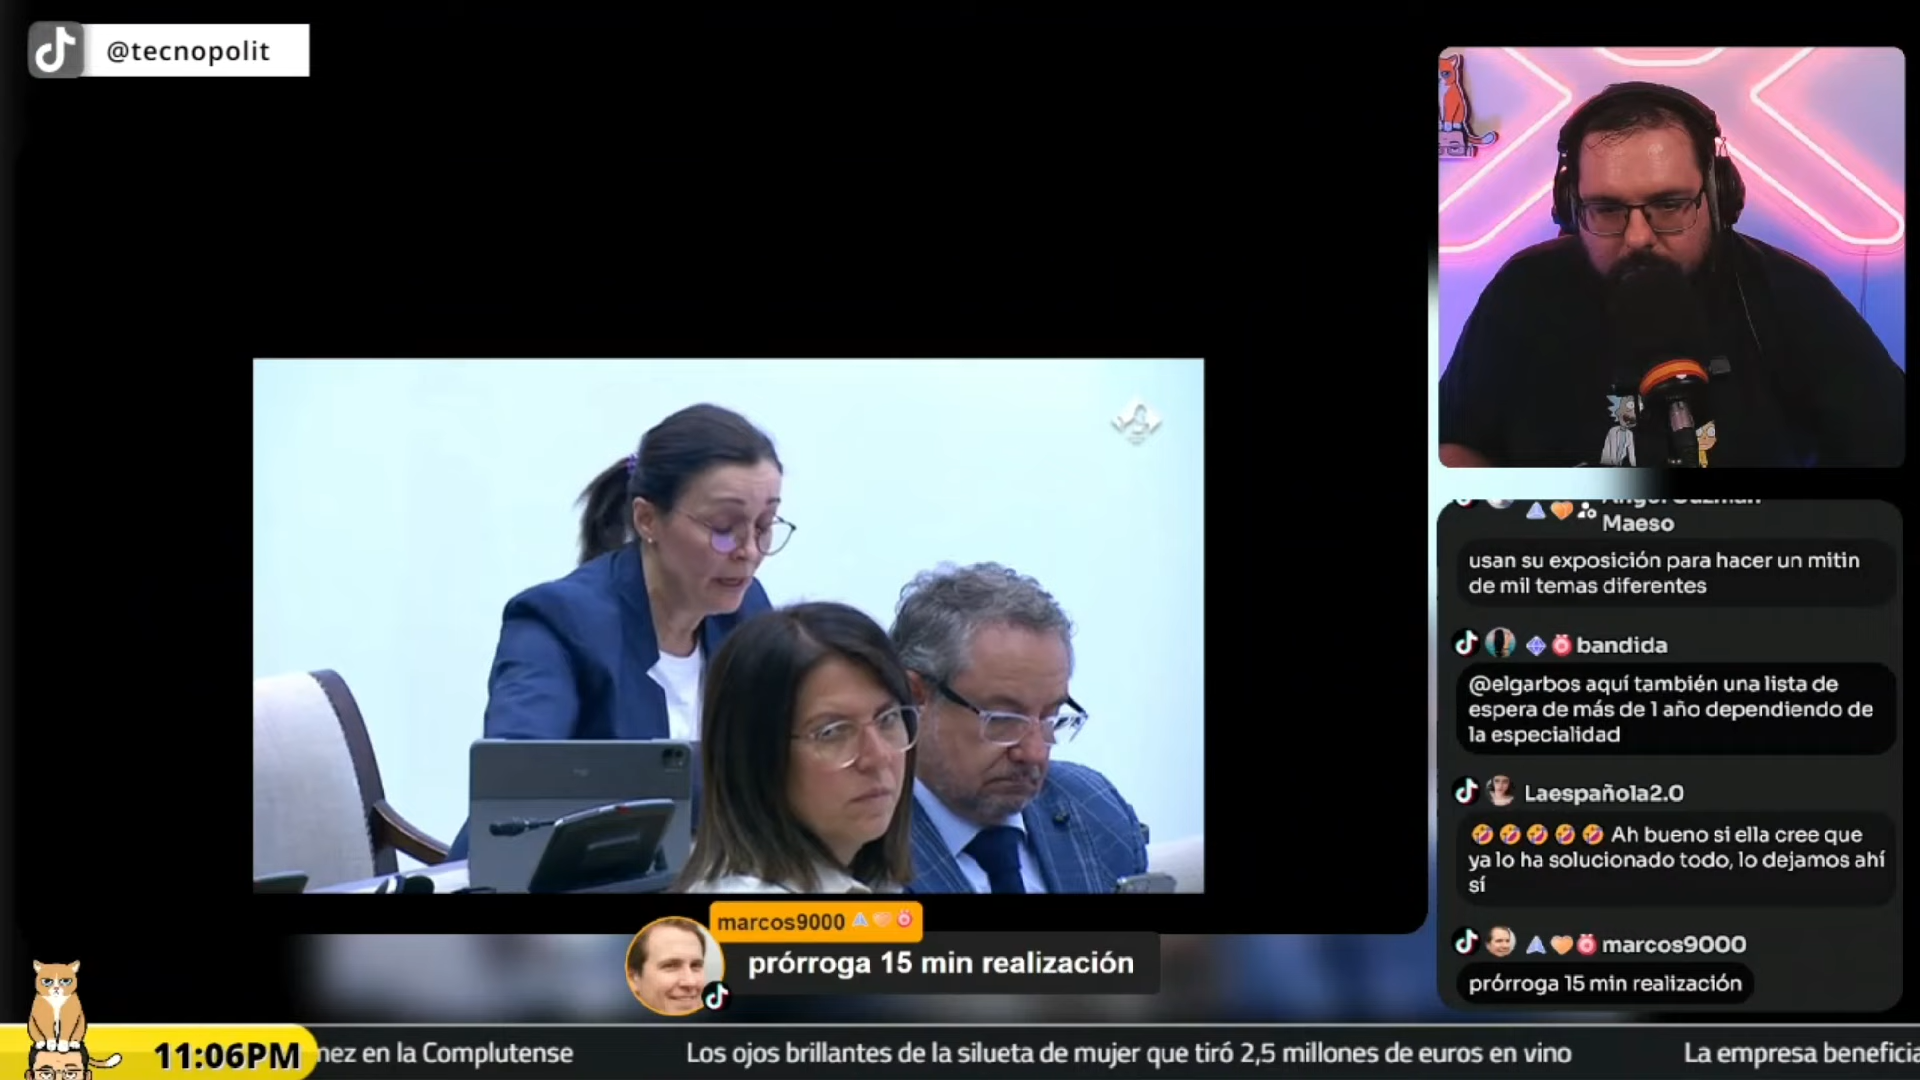 @tecnopolit
Maeso
usan su exposición para hacer un mitin
de mil temas diferentes
bandida
@elgarbos aquí también una lista de
espera de más de 1 año dependiendo de
la especialidad
Laespañola2.0
🤣🤣🤣🤣🤣 Ah bueno si ella cree que
ya lo ha solucionado todo, lo dejamos ahí
sí
marcos9000
prórroga 15 min realización
marcos9000
prórroga 15 min realización
11:06PM
nez en la Complutense
Los ojos brillantes de la silueta de mujer que tiró 2,5 millones de euros en vino
La empresa benefici